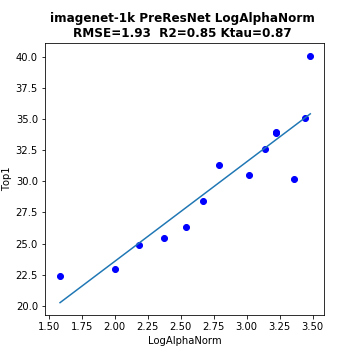 imagenet-1k PreResNet LogAlphaNorm
RMSE=1.93 R2=0.85 Ktau=0.87
40.0
37.5
35.0
32.5
30.0
27.5
25.0
22.5
20.0
Top1
1.50 1.75 2.00 2.25 2.50 2.75 3.00 3.25 3.50
LogAlphaNorm